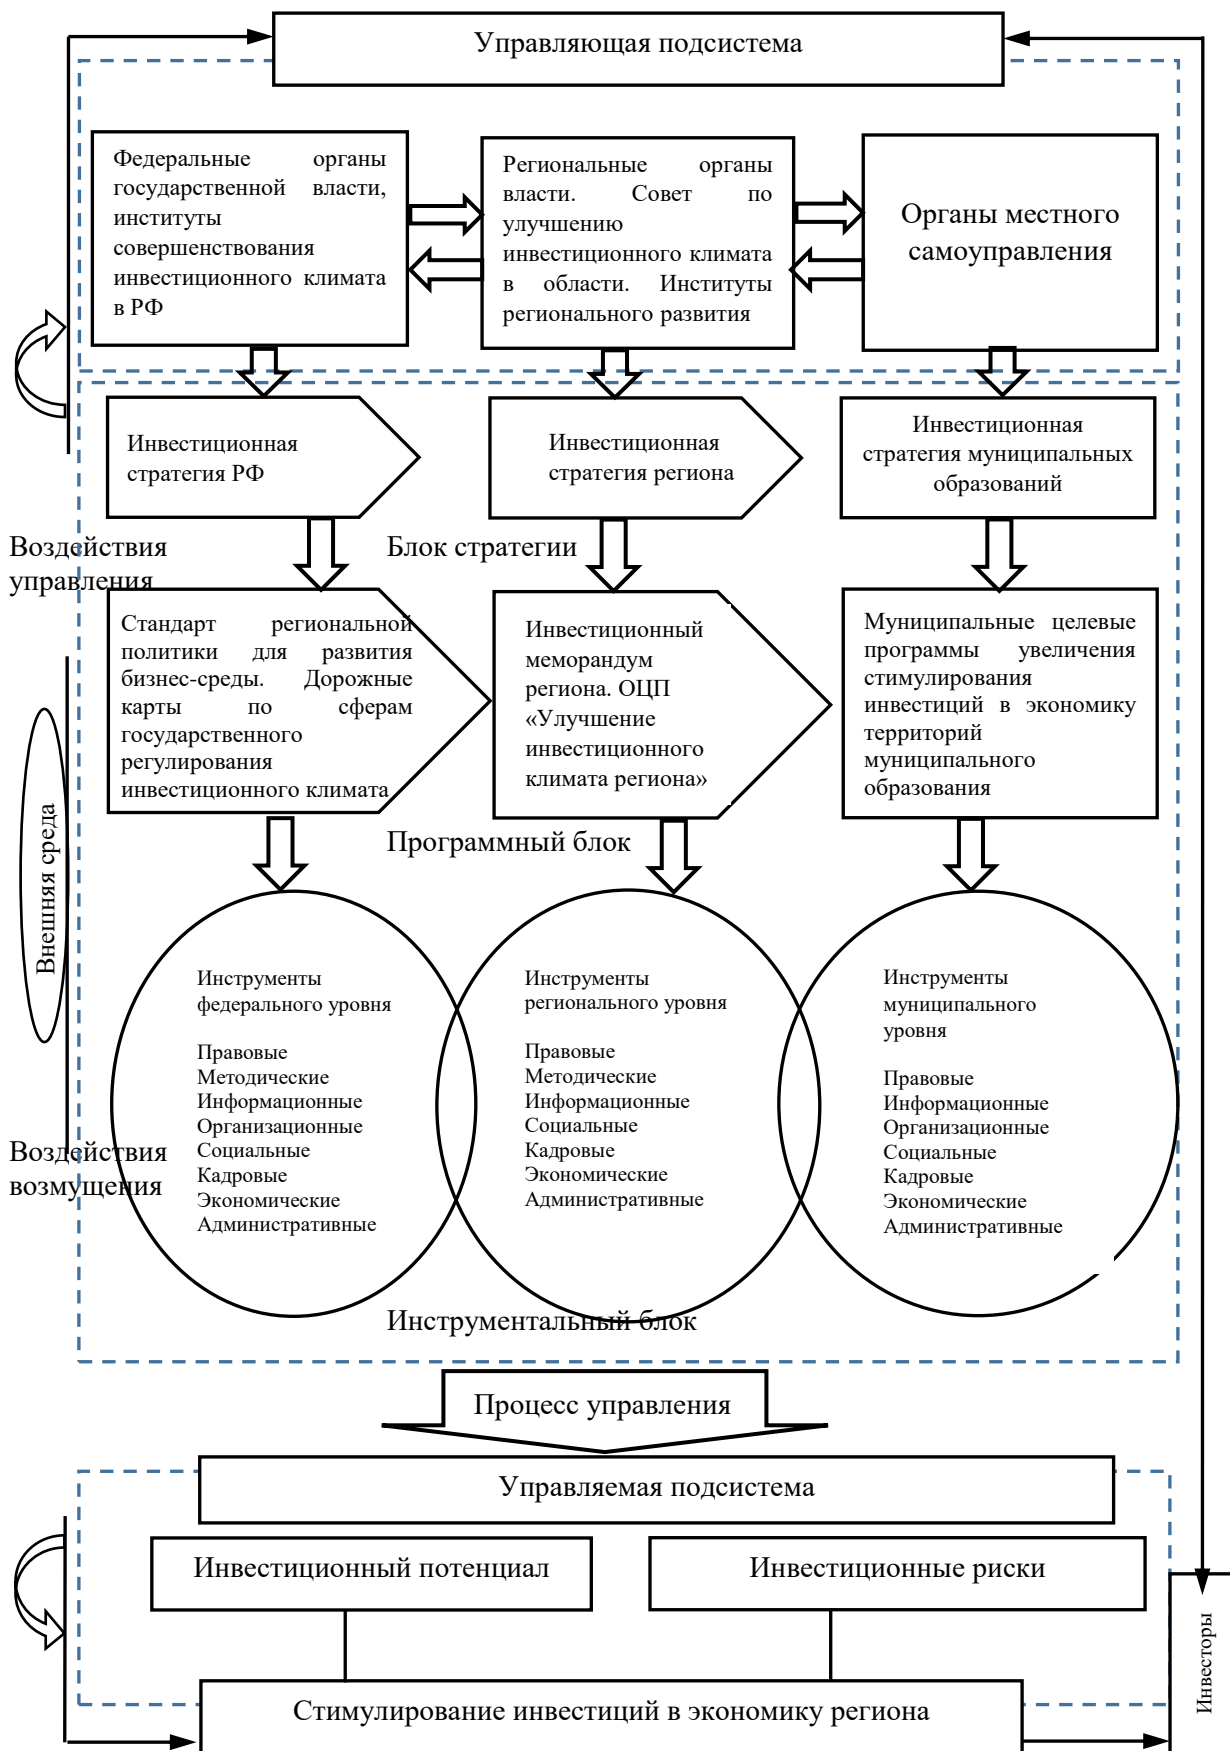 Управляющая подсистема
Федеральные органы
государственной власти,
институты
совершенствования
инвестиционного климата
в РФ
Региональные органы
власти. Совет по
улучшению
инвестиционного климата
в области. Институты
регионального развития
Органы местного
самоуправления
Инвестиционная
стратегия РФ
Инвестиционная
стратегия региона
Инвестиционная
стратегия муниципальных
образований
Воздействия
управления
Блок стратегии
Стандарт региональной
политики для развития
бизнес-среды. Дорожные
карты по сферам
государственного
регулирования
инвестиционного климата
Инвестиционный
меморандум
региона. ОЦП
«Улучшение
инвестиционного
климата региона»
Муниципальные целевые
программы увеличения
стимулирования
инвестиций в экономику
территорий
муниципального
образования
Внешняя среда
Программный блок
Инструменты
федерального уровня
Правовые
Методические
Информационные
Организационные
Социальные
Кадровые
Экономические
Административные
Инструменты
регионального уровня
Правовые
Методические
Информационные
Социальные
Кадровые
Экономические
Административные
Инструменты
муниципального
уровня
Правовые
Информационные
Организационные
Социальные
Кадровые
Экономические
Административные
Воздействия
возмущения
Инструментальный блок
Процесс управления
Управляемая подсистема
Инвестиционный потенциал
Инвестиционные риски
Инвесторы
Стимулирование инвестиций в экономику региона